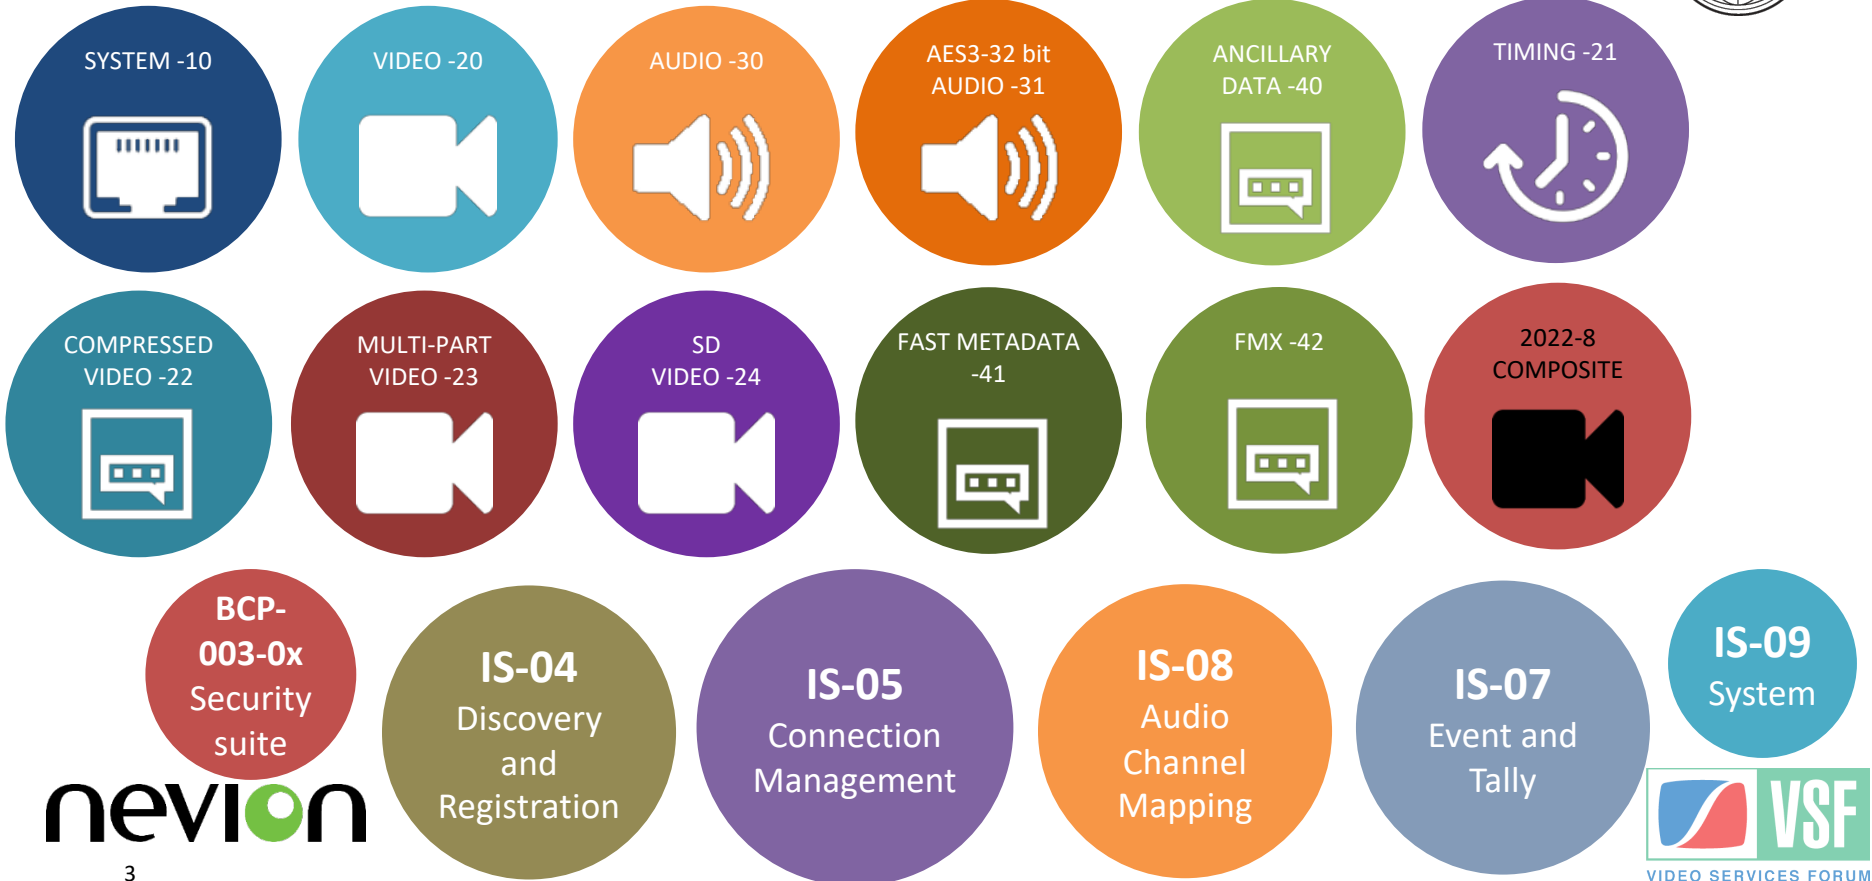 SYSTEM -10
VIDEO -20
AUDIO -30
AES3-32 bit
AUDIO -31
ANCILLARY
DATA -40
TIMING -21
COMPRESSED
VIDEO -22
MULTI-PART
VIDEO -23
SD
VIDEO -24
FAST METADATA
-41
FMX -42
2022-8
COMPOSITE
BCP-
003-0x
Security
suite
IS-04
Discovery
and
Registration
IS-05
Connection
Management
IS-08
Audio
Channel
Mapping
IS-07
Event and
Tally
IS-09
System
nevion
3
VSF
VIDEO SERVICES FORUM